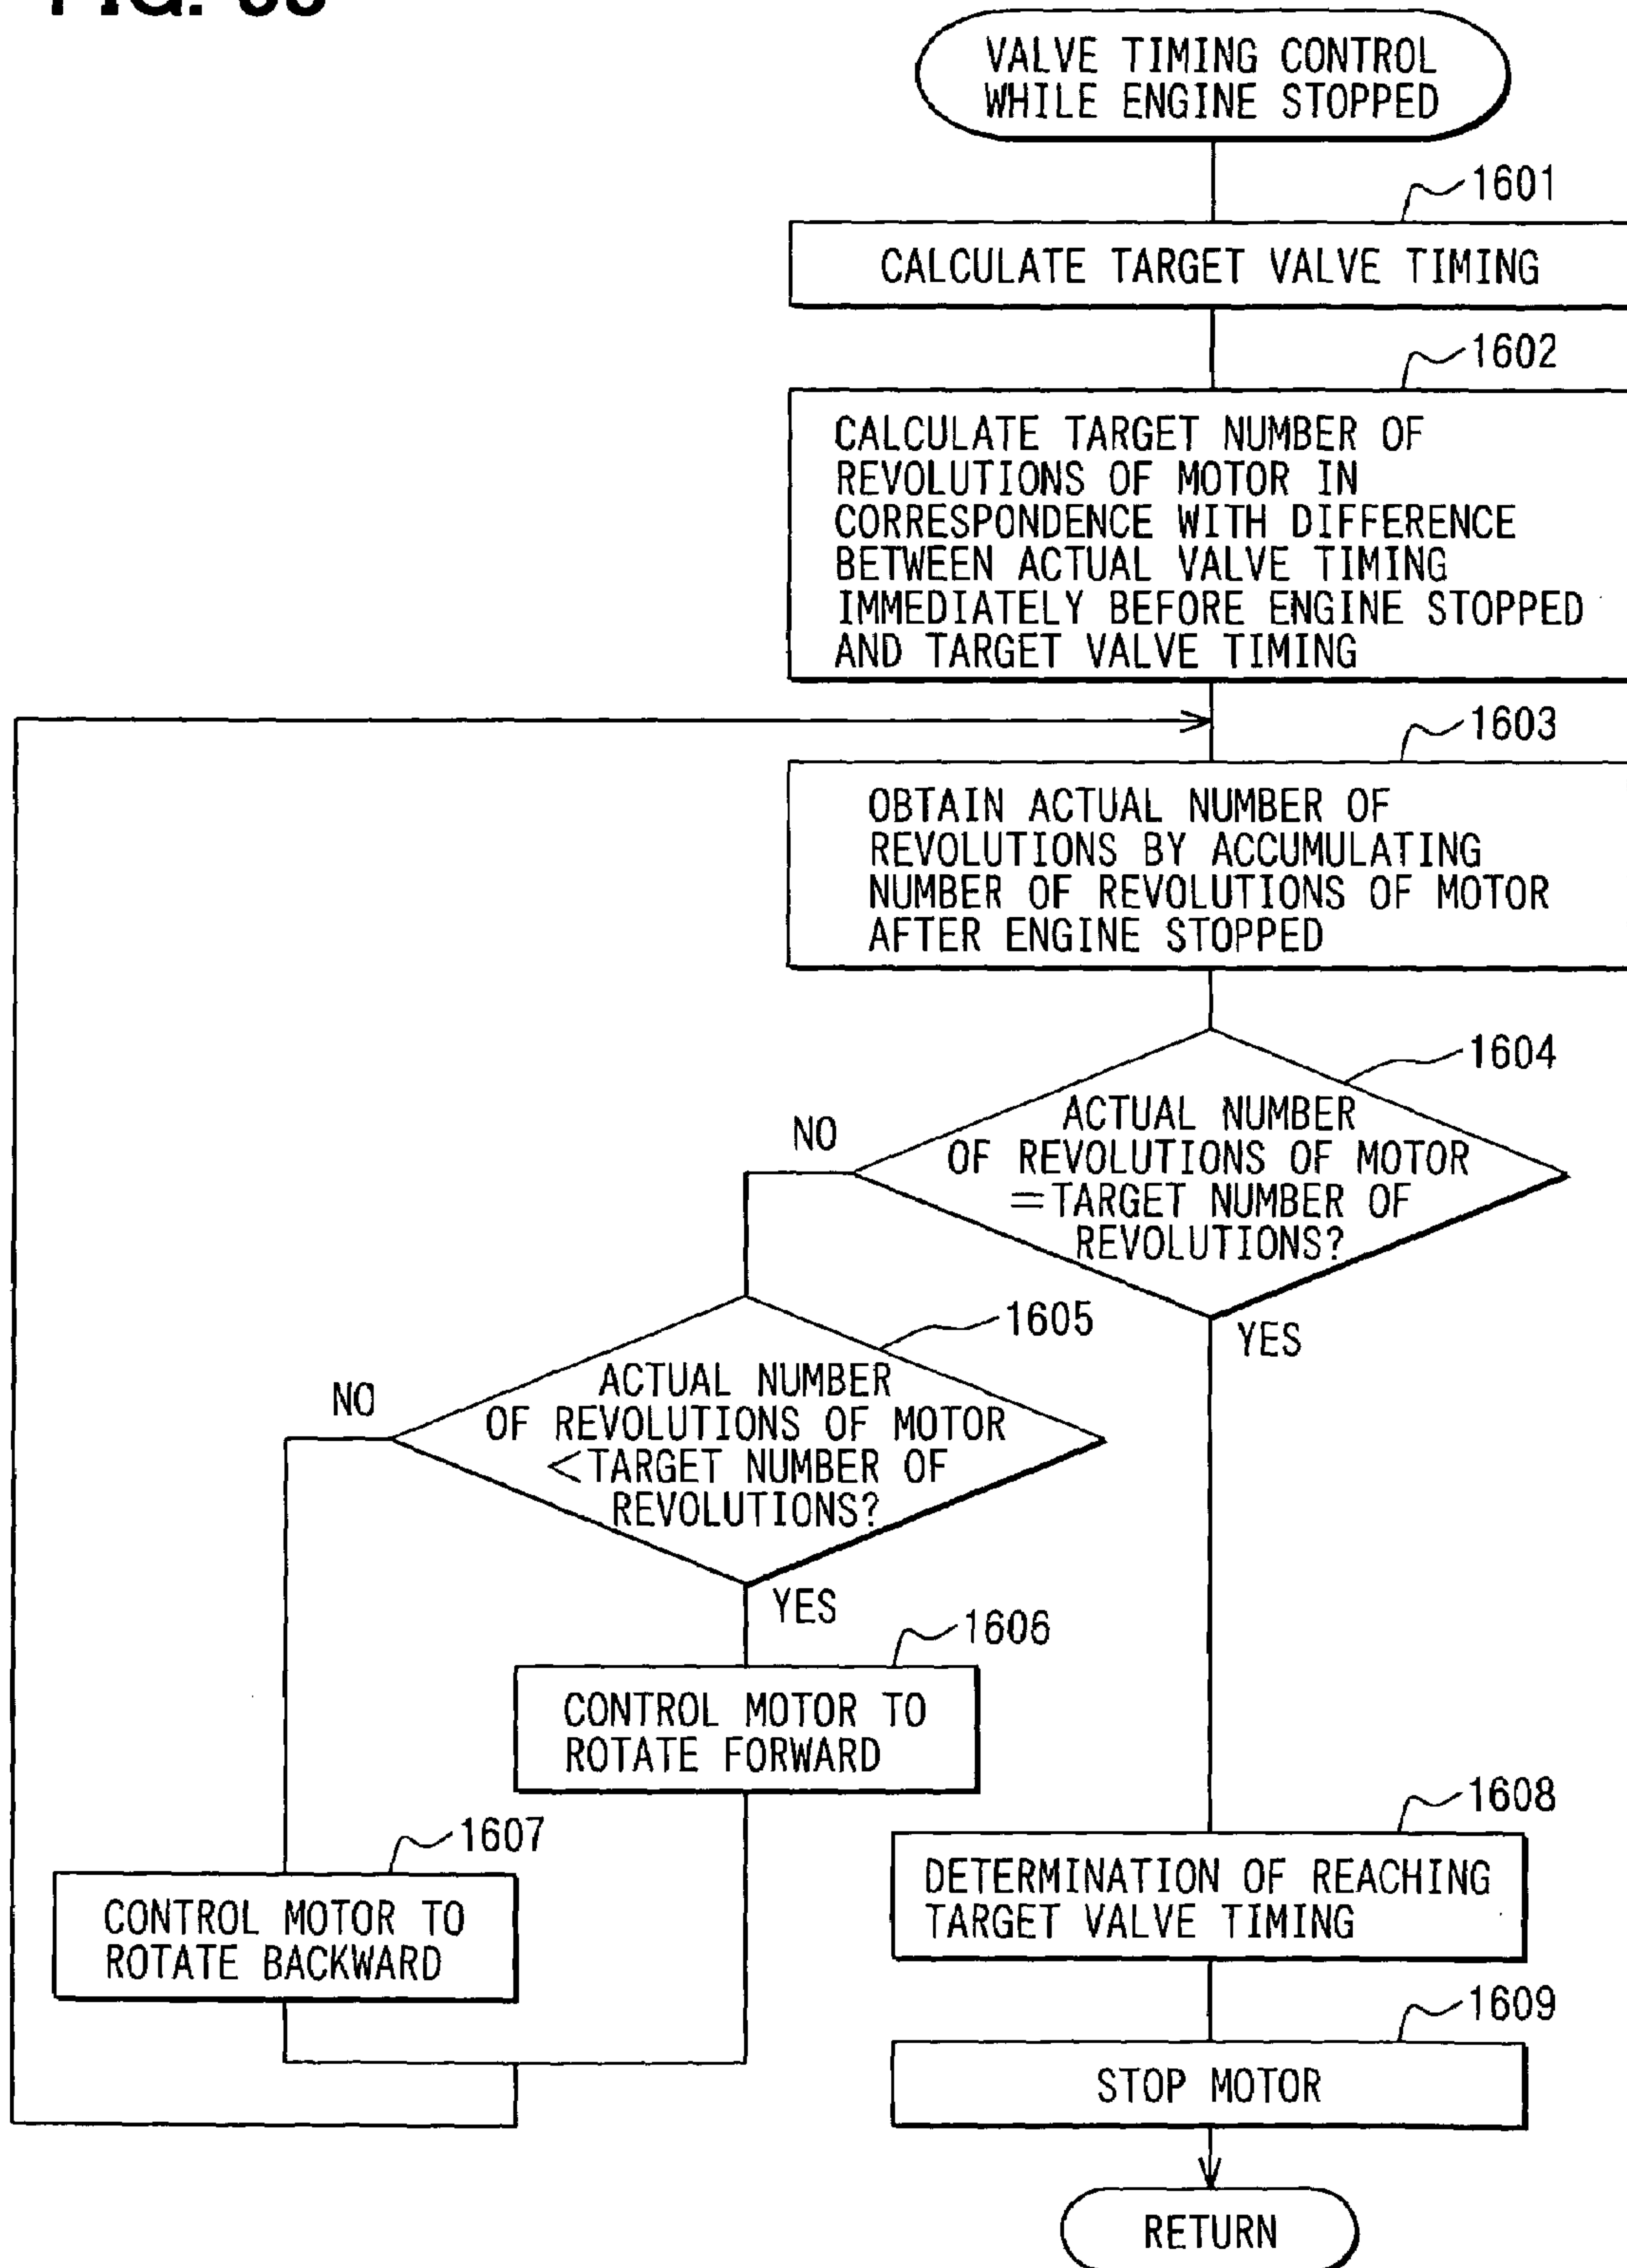 VALVE TIMING CONTROL
WHILE ENGINE STOPPED
1601
CALCULATE TARGET VALVE TIMING
1602
CALCULATE TARGET NUMBER OF
REVOLUTIONS OF MOTOR IN
CORRESPONDENCE WITH DIFFERENCE
BETWEEN ACTUAL VALVE TIMING
IMMEDIATELY BEFORE ENGINE STOPPED
AND TARGET VALVE TIMING
1603
OBTAIN ACTUAL NUMBER OF
REVOLUTIONS BY ACCUMULATING
NUMBER OF REVOLUTIONS OF MOTOR
AFTER ENGINE STOPPED
1604
ACTUAL NUMBER
OF REVOLUTIONS OF MOTOR
=TARGET NUMBER OF
REVOLUTIONS?
NO
YES
1605
ACTUAL NUMBER
OF REVOLUTIONS OF MOTOR
<TARGET NUMBER OF
REVOLUTIONS?
NO
YES
1606
CONTROL MOTOR TO
ROTATE FORWARD
1607
CONTROL MOTOR TO
ROTATE BACKWARD
1608
DETERMINATION OF REACHING
TARGET VALVE TIMING
1609
STOP MOTOR
RETURN